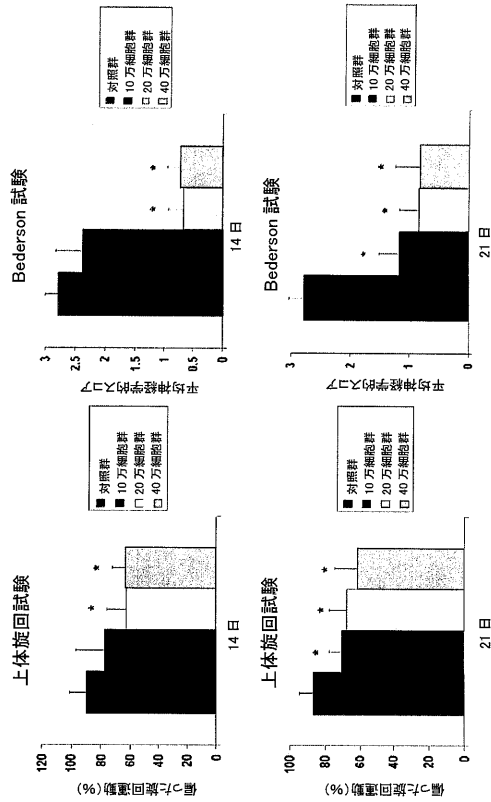 上体旋回試験
120
100
80
60
40
20
0
偏った旋回運動(%)
*
*
14 日
■ 対照群
■ 10 万細胞群
□ 20 万細胞群
□ 40 万細胞群
Bederson 試験
3
2.5
2
1.5
1
0.5
0
平均神経学的スコア
*
*
14 日
■ 対照群
■ 10 万細胞群
□ 20 万細胞群
□ 40 万細胞群
上体旋回試験
100
80
60
40
20
0
偏った旋回運動(%)
*
*
*
21 日
■ 対照群
■ 10 万細胞群
□ 20 万細胞群
□ 40 万細胞群
Bederson 試験
3
2
1
0
平均神経学的スコア
*
*
*
21 日
■ 対照群
■ 10 万細胞群
□ 20 万細胞群
□ 40 万細胞群